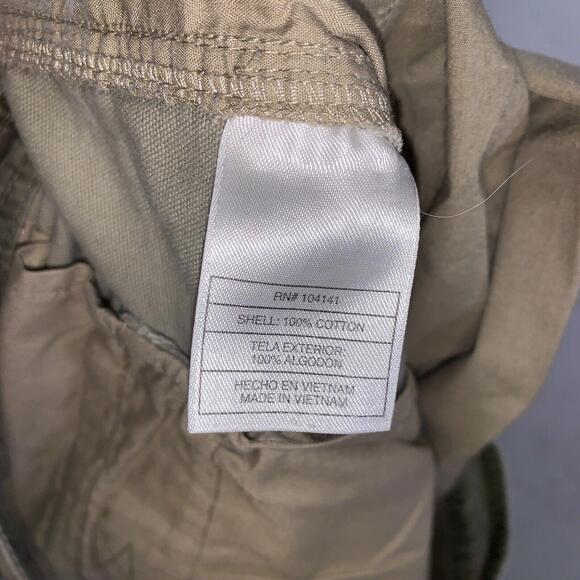 RN# 104141
SHELL: 100% COTTON
TELA EXTERIOR:
100% ALGODON
HECHO EN VIETNAM
MADE IN VIETNAM